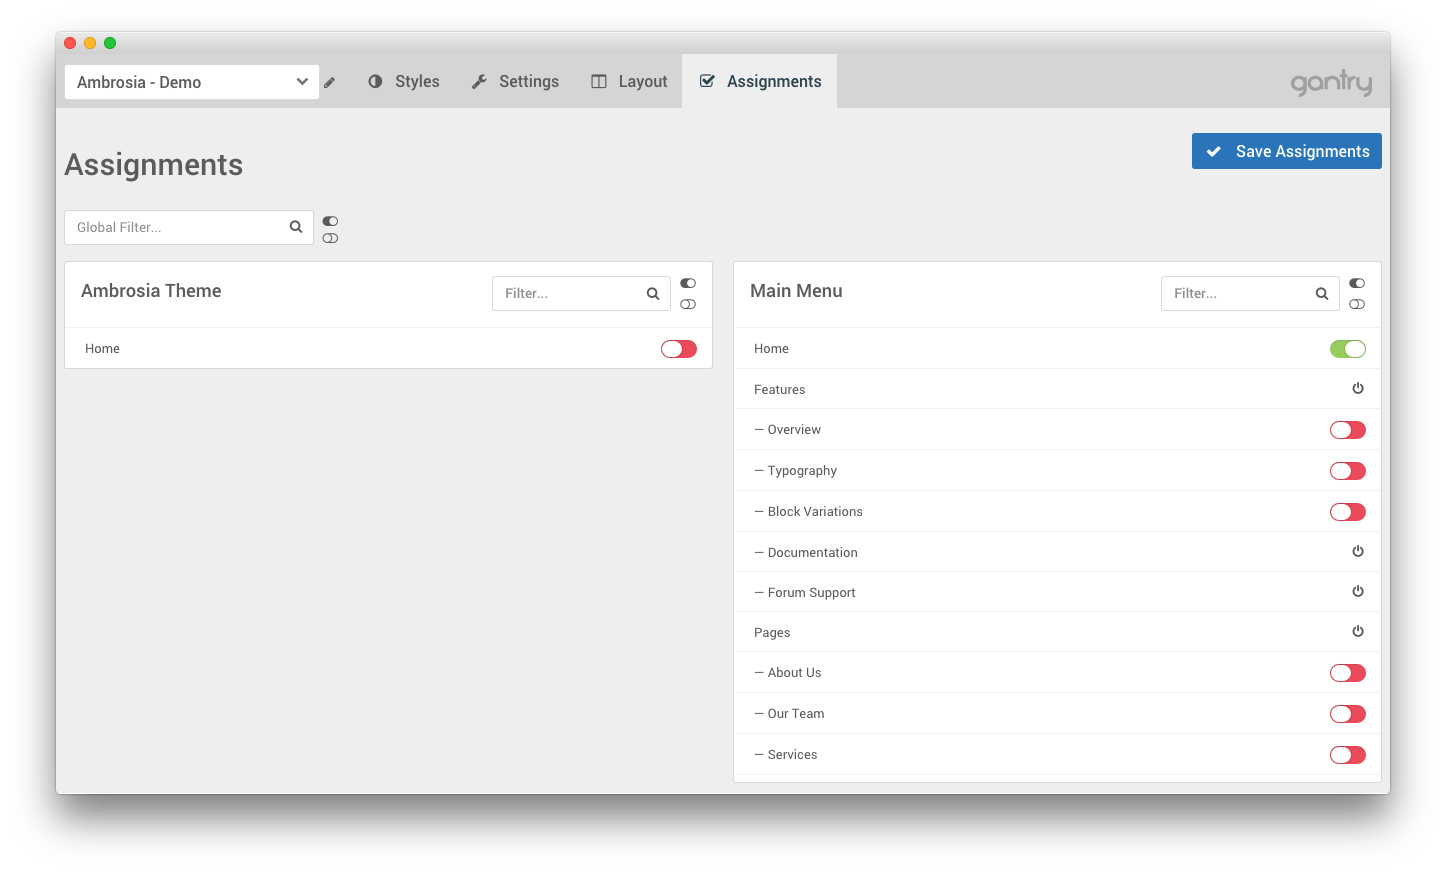 Ambrosia - Demo
Styles
Settings
Layout
Assignments
gantry
Assignments
Save Assignments
Global Filter...
Ambrosia Theme
Filter...
Home
Main Menu
Filter...
Home
Features
— Overview
— Typography
— Block Variations
— Documentation
— Forum Support
Pages
— About Us
— Our Team
— Services